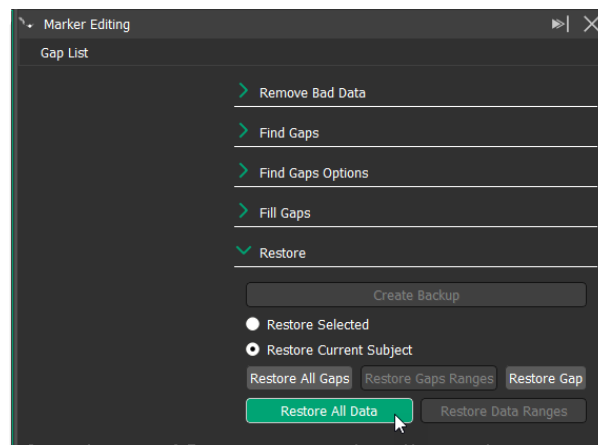 Marker Editing
Gap List
Remove Bad Data
Find Gaps
Find Gaps Options
Fill Gaps
Restore
Create Backup
Restore Selected
Restore Current Subject
Restore All Gaps Restore Gaps Ranges Restore Gap
Restore All Data Restore Data Ranges